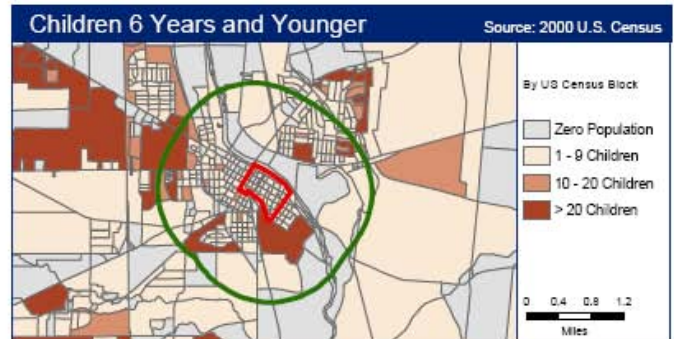 Children 6 Years and Younger
Source: 2000 U.S. Census
By US Census Block
Zero Population
1 - 9 Children
10 - 20 Children
> 20 Children
0 0.4 0.8 1.2
Miles